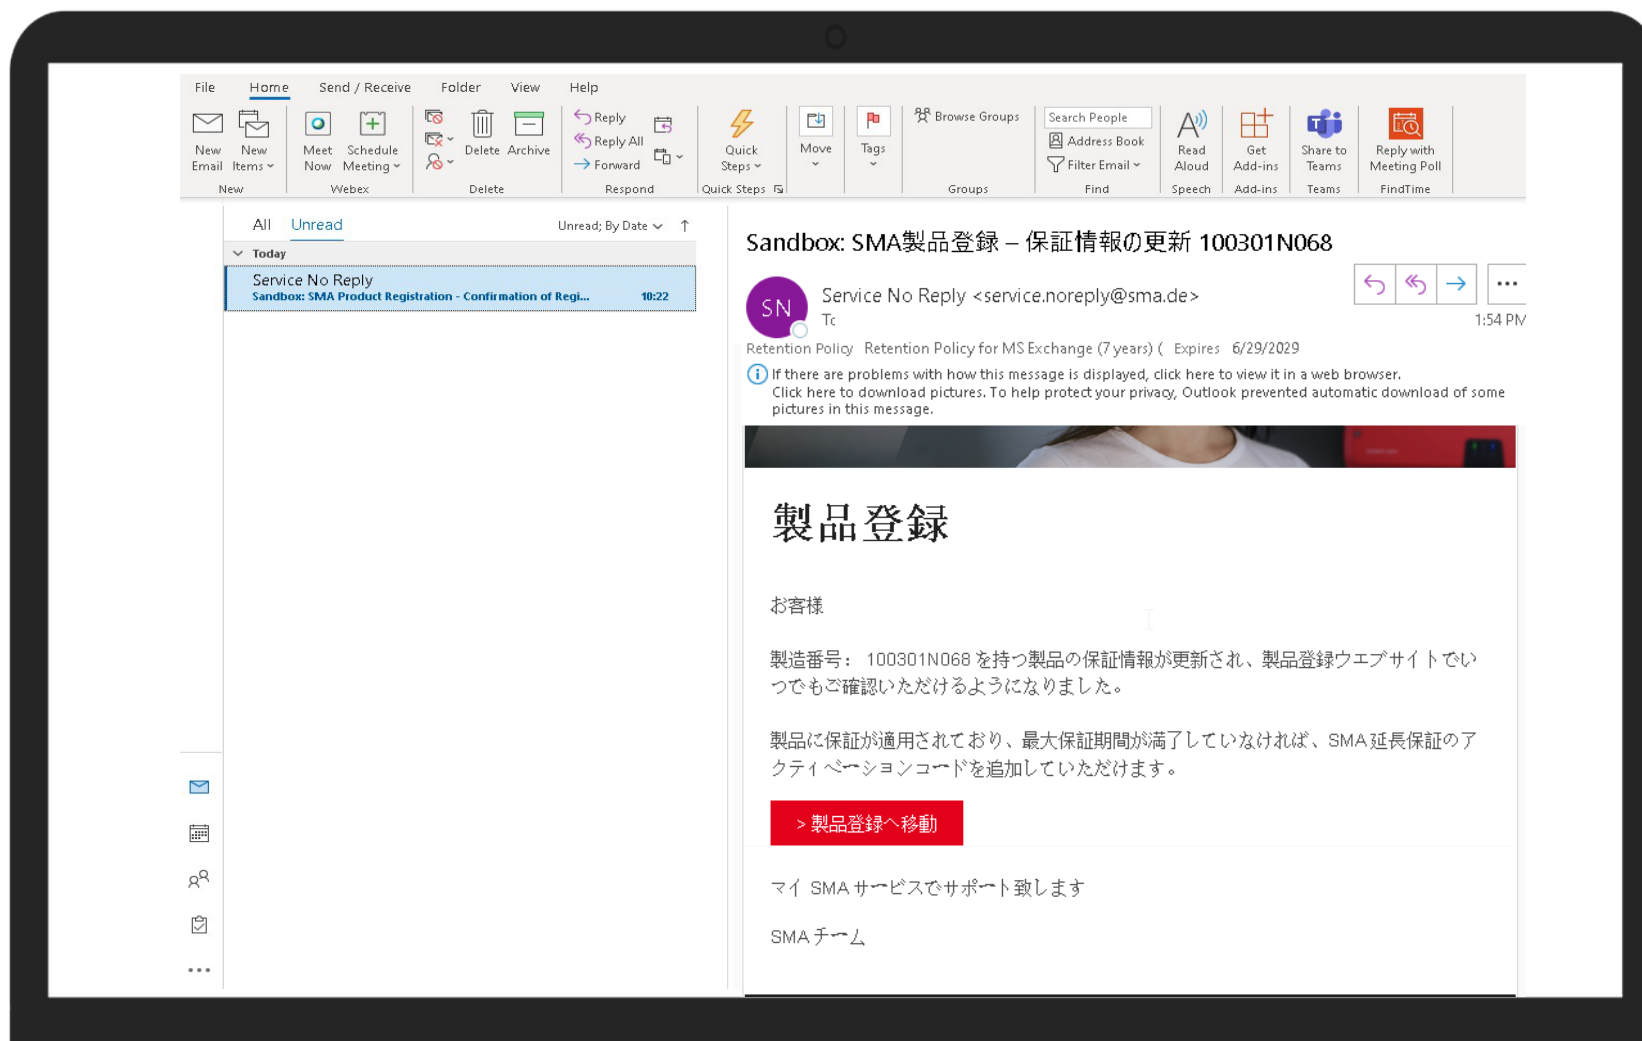 File Home Send / Receive Folder View Help
New Email
New Items
Meet Now
Schedule Meeting
Delete Archive
Reply
Reply All
Forward
Quick Steps
Move
Tags
Browse Groups
Search People
Address Book
Filter Email
Read Aloud
Get Add-ins
Share to Teams
Reply with Meeting Poll
New Webex Delete Respond Quick Steps Groups Find Speech Add-ins Teams FindTime
All Unread Unread; By Date
Today
Service No Reply
Sandbox: SMA Product Registration - Confirmation of Regi... 10:22
Sandbox: SMA製品登録 – 保証情報の更新 100301N068
SN
Service No Reply <service.noreply@sma.de>
To
1:54 PM
Retention Policy Retention Policy for MS Exchange (7 years) ( Expires 6/29/2029
If there are problems with how this message is displayed, click here to view it in a web browser.
Click here to download pictures. To help protect your privacy, Outlook prevented automatic download of some
pictures in this message.
製品登録
お客様
製造番号： 100301N068 を持つ製品の保証情報が更新され、製品登録ウエブサイトでい
つでもご確認いただけるようになりました。
製品に保証が適用されており、最大保証期間が満了していなければ、SMA 延長保証のア
クティベーションコードを追加していただけます。
> 製品登録へ移動
マイ SMA サービスでサポート致します
SMA チーム